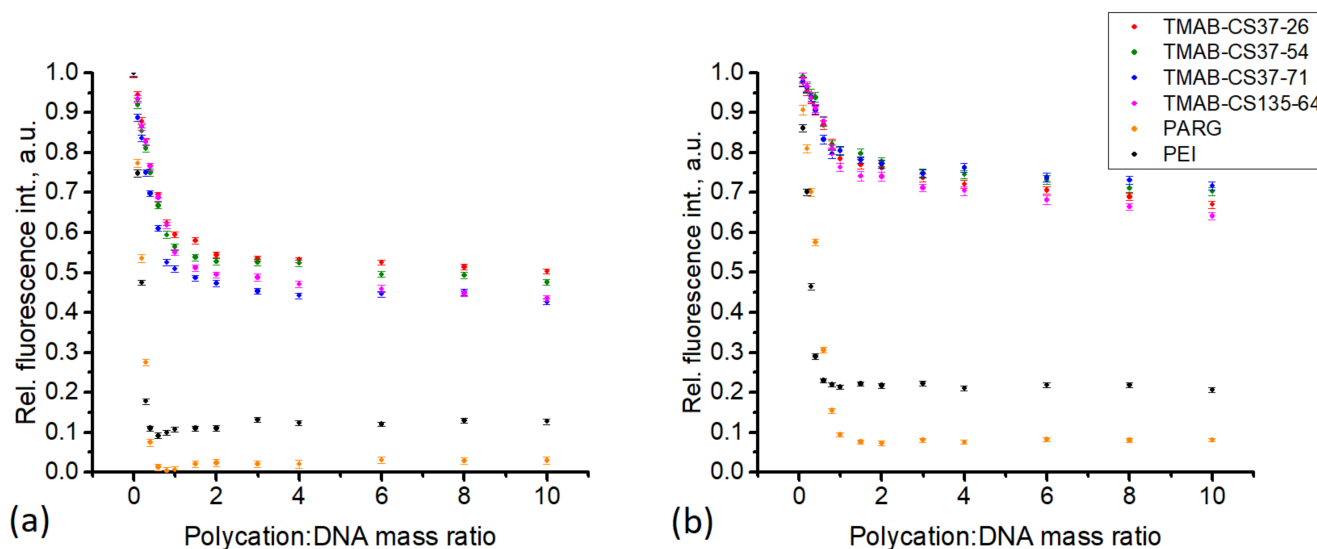 TMAB-CS37-26
TMAB-CS37-54
TMAB-CS37-71
TMAB-CS135-64
PARG
PEI
Rel. fluorescence int., a.u.
1.0
0.9
0.8
0.7
0.6
0.5
0.4
0.3
0.2
0.1
0.0
0 2 4 6 8 10
Polycation:DNA mass ratio
(a)
Rel. fluorescence int., a.u.
1.0
0.9
0.8
0.7
0.6
0.5
0.4
0.3
0.2
0.1
0.0
0 2 4 6 8 10
Polycation:DNA mass ratio
(b)